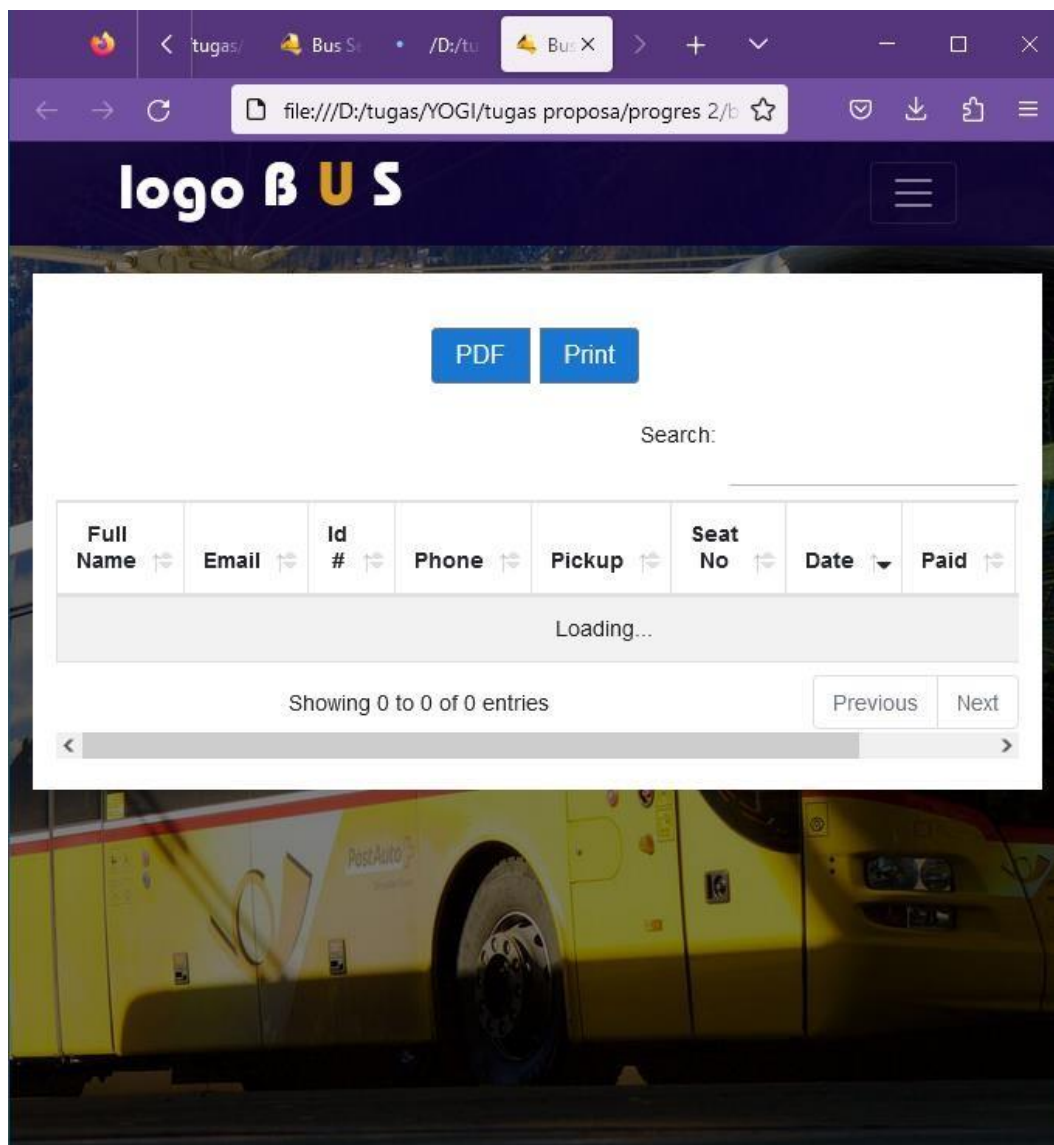 tugas/
Bus S
/D:/tu
Bus
file:///D:/tugas/YOGI/tugas proposa/progres 2/b
logo B U S
PDF
Print
Search:
Full Name
Email
Id #
Phone
Pickup
Seat No
Date
Paid
Loading...
Showing 0 to 0 of 0 entries
Previous
Next
PostAuto